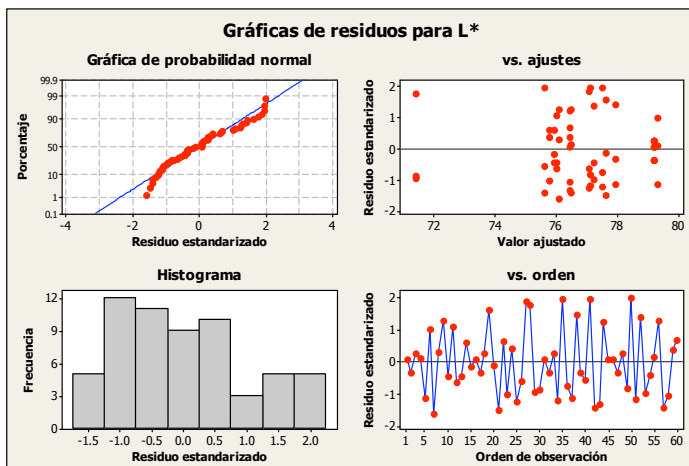 Gráficas de residuos para L*
Gráfica de probabilidad normal
99.9
99
90
50
10
1
0.1
Porcentaje
-4 -2 0 2 4
Residuo estandarizado
vs. ajustes
2
1
0
-1
-2
Residuo estandarizado
72 74 76 78 80
Valor ajustado
Histograma
12
9
6
3
0
Frecuencia
-1.5 -1.0 -0.5 0.0 0.5 1.0 1.5 2.0
Residuo estandarizado
vs. orden
2
1
0
-1
-2
Residuo estandarizado
1 5 10 15 20 25 30 35 40 45 50 55 60
Orden de observación